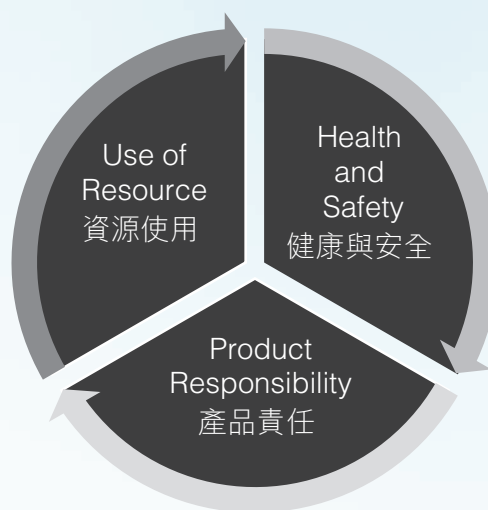 Use of
Resource
資源使用
Health
and
Safety
健康與安全
Product
Responsibility
產品責任